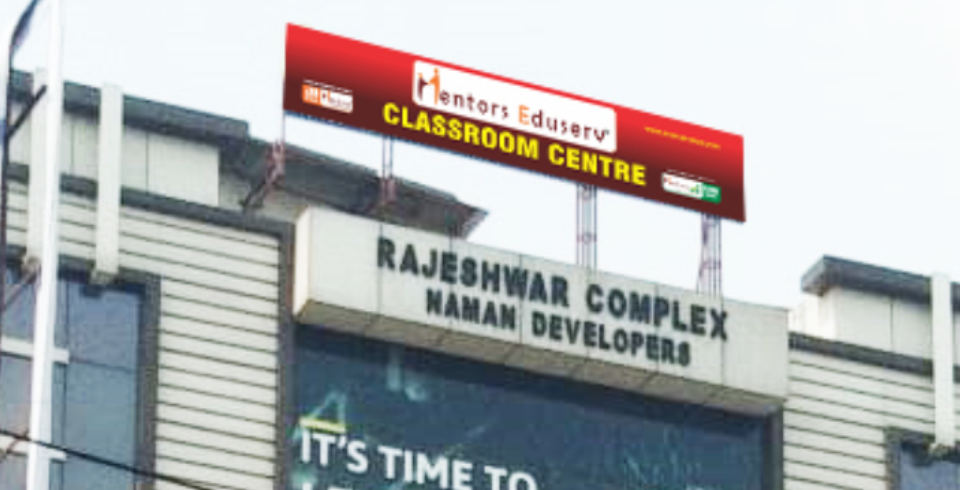 Mentors Eduserv
CLASSROOM CENTRE
RAJESHWAR COMPLEX
NAMAN DEVELOPERS
IT'S TIME TO